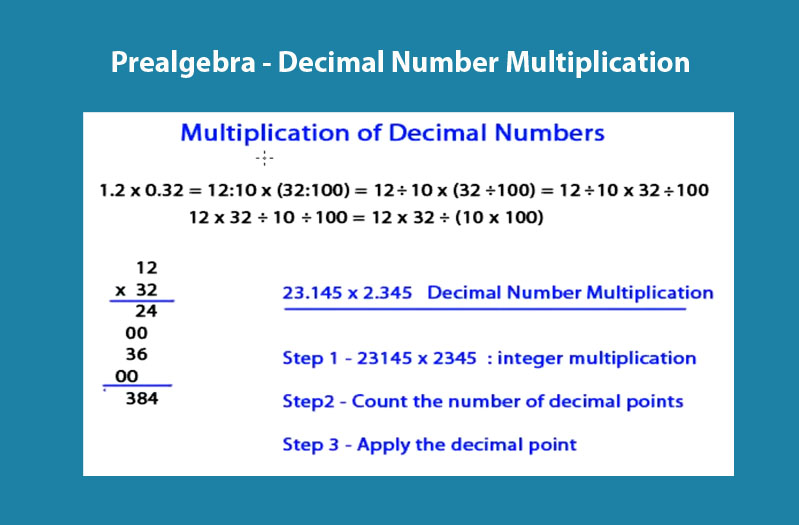 Prealgebra - Decimal Number Multiplication
Multiplication of Decimal Numbers
1.2 x 0.32 = 12:10 x (32:100) = 12÷10 x (32 ÷100) = 12÷10 x 32÷100
12 x 32 ÷ 10 ÷100 = 12 x 32 ÷ (10 x 100)
12
x 32
24
00
36
00
384
23.145 x 2.345 Decimal Number Multiplication
Step 1 - 23145 x 2345 : integer multiplication
Step2 - Count the number of decimal points
Step 3 - Apply the decimal point